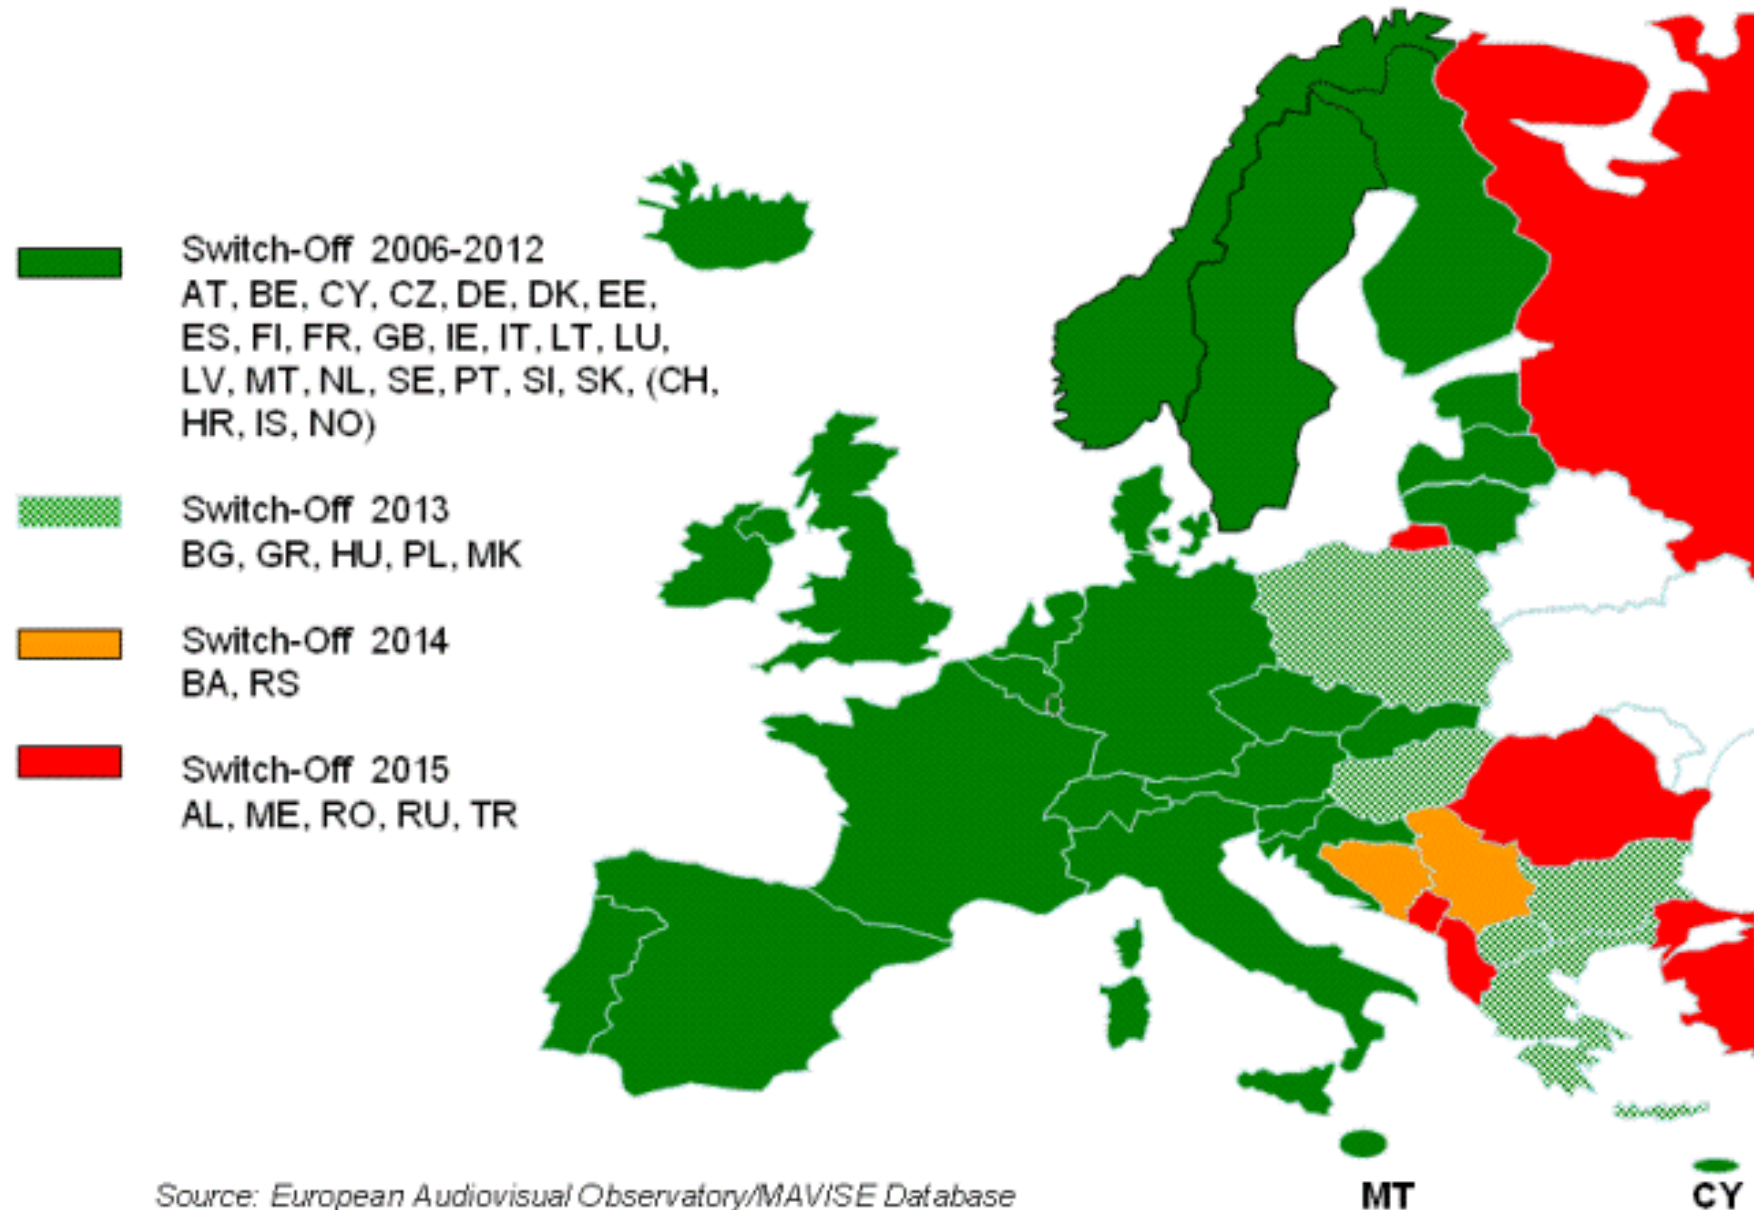 Switch-Off 2006-2012
AT, BE, CY, CZ, DE, DK, EE,
ES, FI, FR, GB, IE, IT, LT, LU,
LV, MT, NL, SE, PT, SI, SK, (CH,
HR, IS, NO)
Switch-Off 2013
BG, GR, HU, PL, MK
Switch-Off 2014
BA, RS
Switch-Off 2015
AL, ME, RO, RU, TR
Source: European Audiovisual Observatory/MAVISE Database
MT
CY